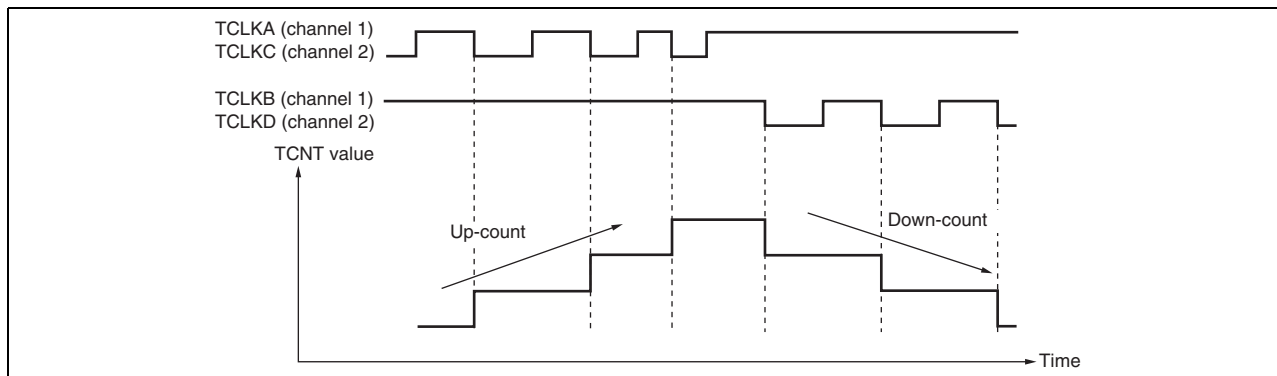 TCLKA (channel 1)
TCLKC (channel 2)
TCLKB (channel 1)
TCLKD (channel 2)
TCNT value
Up-count
Down-count
Time